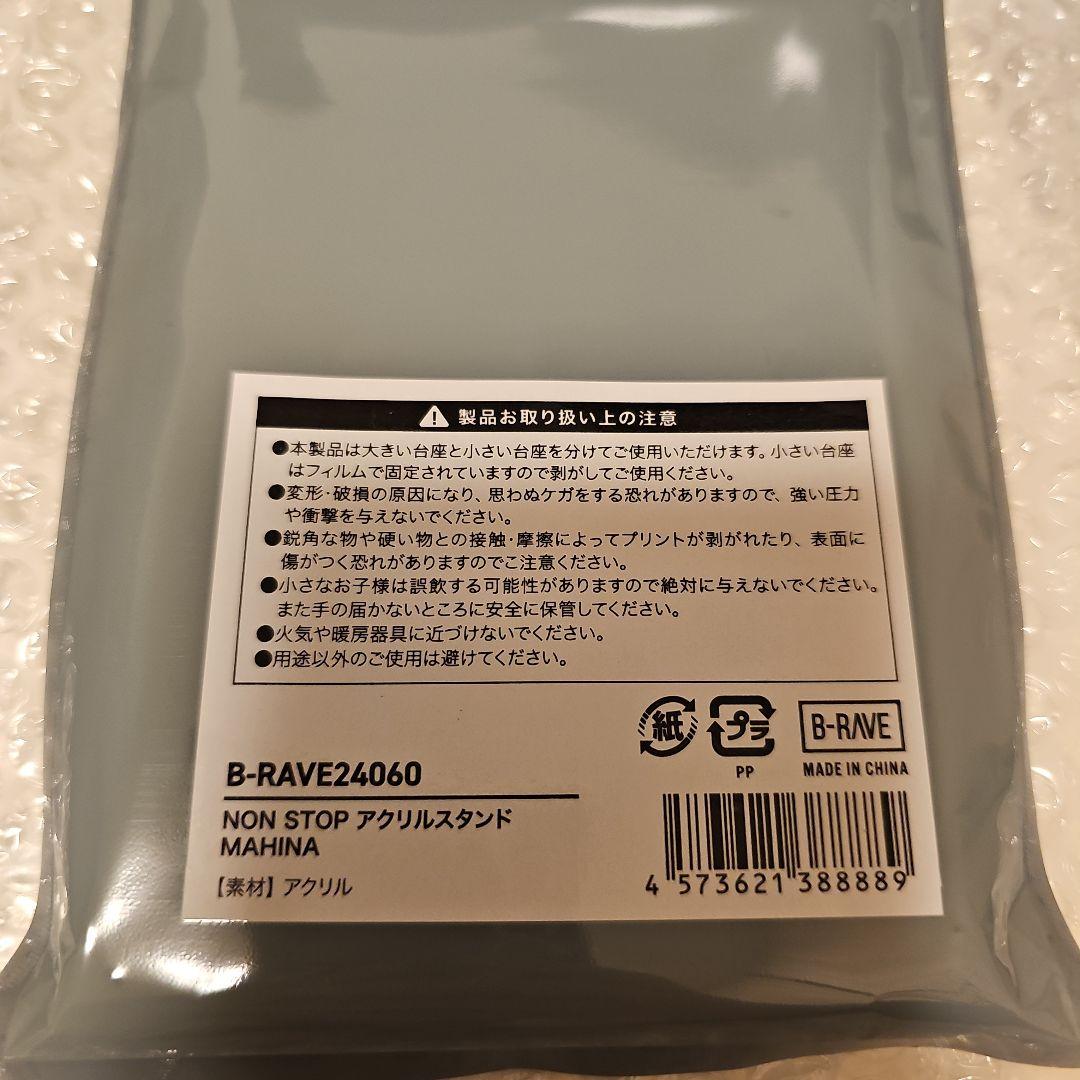 製品お取り扱い上の注意
●本製品は大きい台座と小さい台座を分けてご使用いただけます。小さい台座
はフィルムで固定されていますので剥がしてご使用ください。
●変形・破損の原因になり、思わぬケガをする恐れがありますので、強い圧力
や衝撃を与えないでください。
●鋭角な物や硬い物との接触・摩擦によってプリントが剥がれたり、表面に
傷がつく恐れがありますのでご注意ください。
●小さなお子様は誤飲する可能性がありますので絶対に与えないでください。
また手の届かないところに安全に保管してください。
●火気や暖房器具に近づけないでください。
●用途以外のご使用は避けてください。
紙 プラ B-RAVE
PP MADE IN CHINA
B-RAVE24060
NON STOP アクリルスタンド
MAHINA
【素材】アクリル
4 573621 388889